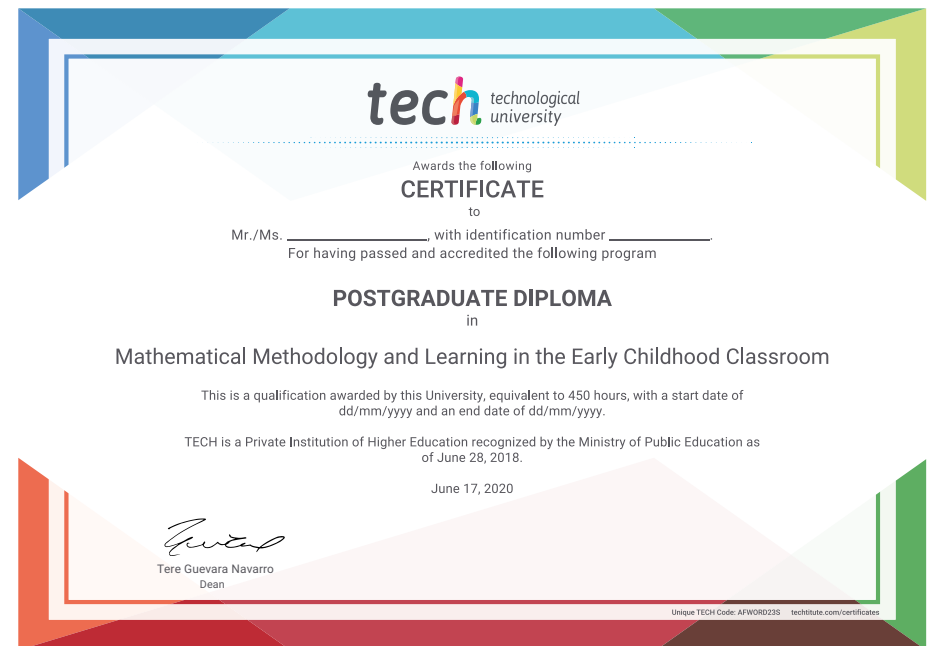 tech technological
university
Awards the following
CERTIFICATE
to
Mr./Ms. ____________________, with identification number ______________.
For having passed and accredited the following program
POSTGRADUATE DIPLOMA
in
Mathematical Methodology and Learning in the Early Childhood Classroom
This is a qualification awarded by this University, equivalent to 450 hours, with a start date of
dd/mm/yyyy and an end date of dd/mm/yyyy.
TECH is a Private Institution of Higher Education recognized by the Ministry of Public Education as
of June 28, 2018.
June 17, 2020
Tere Guevara Navarro
Dean
Unique TECH Code: AFWORD23S techtitute.com/certificates